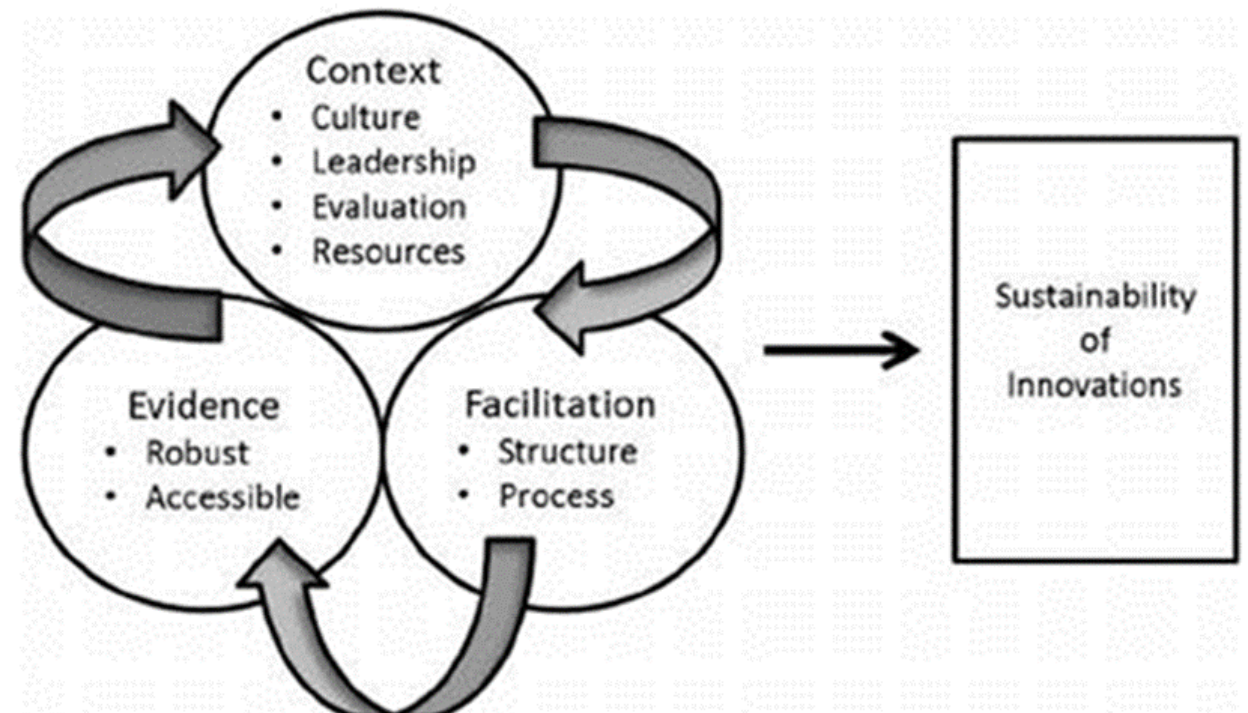 Context
• Culture
• Leadership
• Evaluation
• Resources
Evidence
• Robust
• Accessible
Facilitation
• Structure
• Process
Sustainability
of
Innovations